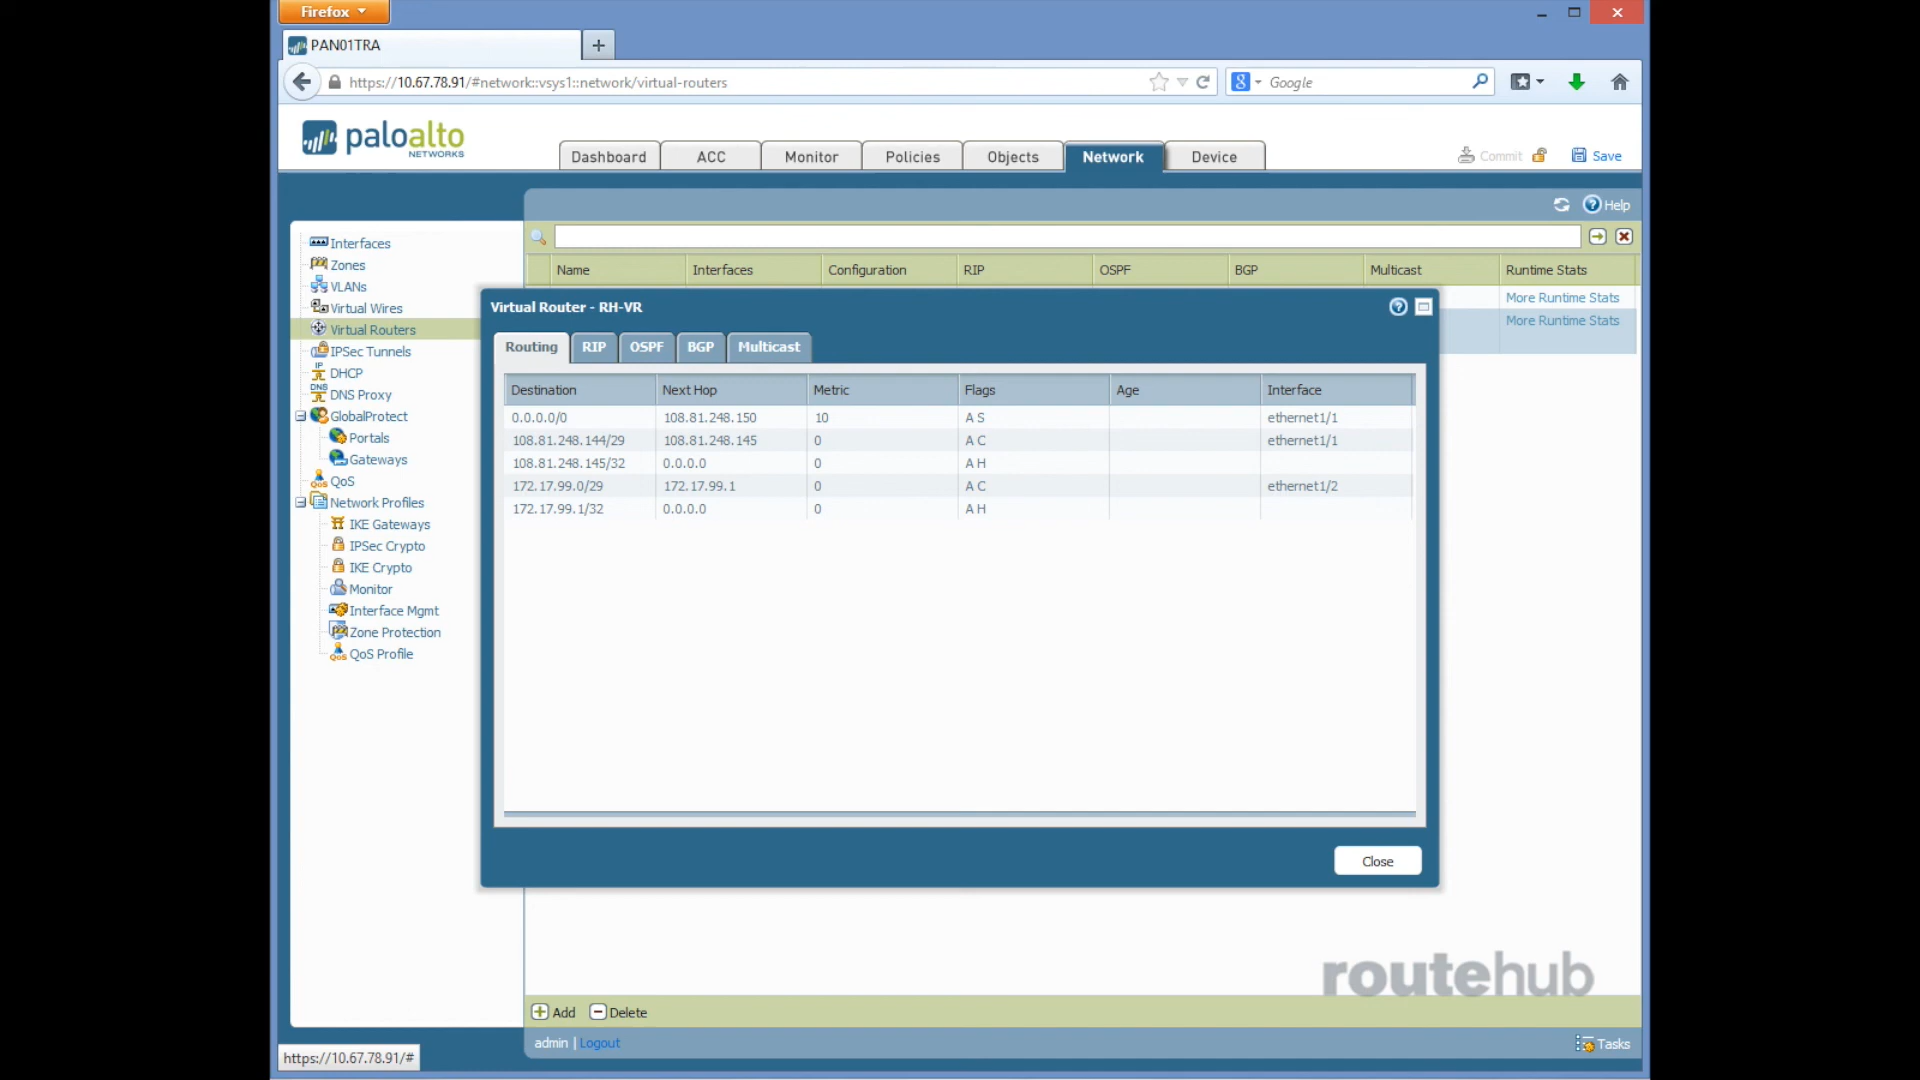 Firefox
PAN01TRA
https://10.67.78.91/#network::vsys1::network/virtual-routers
Google
paloalto
NETWORKS
Dashboard ACC Monitor Policies Objects Network Device
Commit Save
Help
Interfaces
Zones
VLANs
Virtual Wires
Virtual Routers
IPSec Tunnels
DHCP
DNS Proxy
GlobalProtect
Portals
Gateways
QoS
Network Profiles
IKE Gateways
IPSec Crypto
IKE Crypto
Monitor
Interface Mgmt
Zone Protection
QoS Profile
Name Interfaces Configuration RIP OSPF BGP Multicast Runtime Stats
More Runtime Stats
More Runtime Stats
Virtual Router - RH-VR
Routing RIP OSPF BGP Multicast
Destination Next Hop Metric Flags Age Interface
0.0.0.0/0 108.81.248.150 10 A S ethernet1/1
108.81.248.144/29 108.81.248.145 0 A C ethernet1/1
108.81.248.145/32 0.0.0.0 0 A H
172.17.99.0/29 172.17.99.1 0 A C ethernet1/2
172.17.99.1/32 0.0.0.0 0 A H
Close
routehub
Add Delete
admin | Logout
Tasks
https://10.67.78.91/#